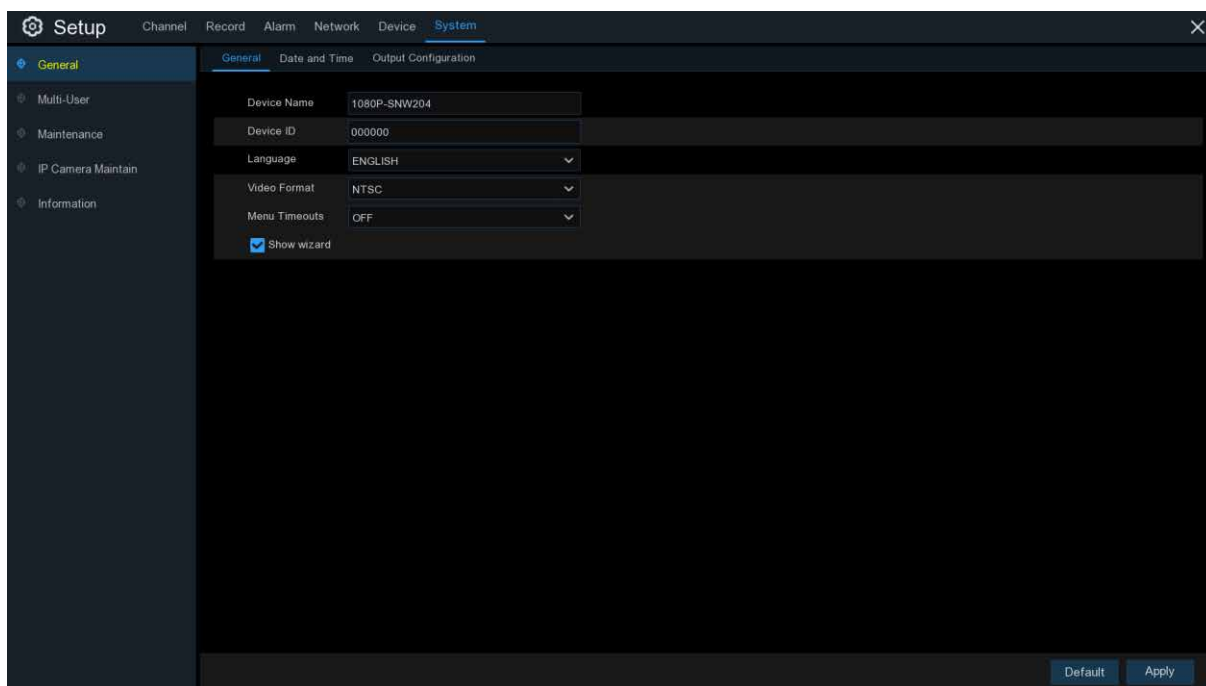 Setup Channel Record Alarm Network Device System
General
Multi-User
Maintenance
IP Camera Maintain
Information
General Date and Time Output Configuration
Device Name 1080P-SNW204
Device ID 000000
Language ENGLISH
Video Format NTSC
Menu Timeouts OFF
Show wizard
Default Apply